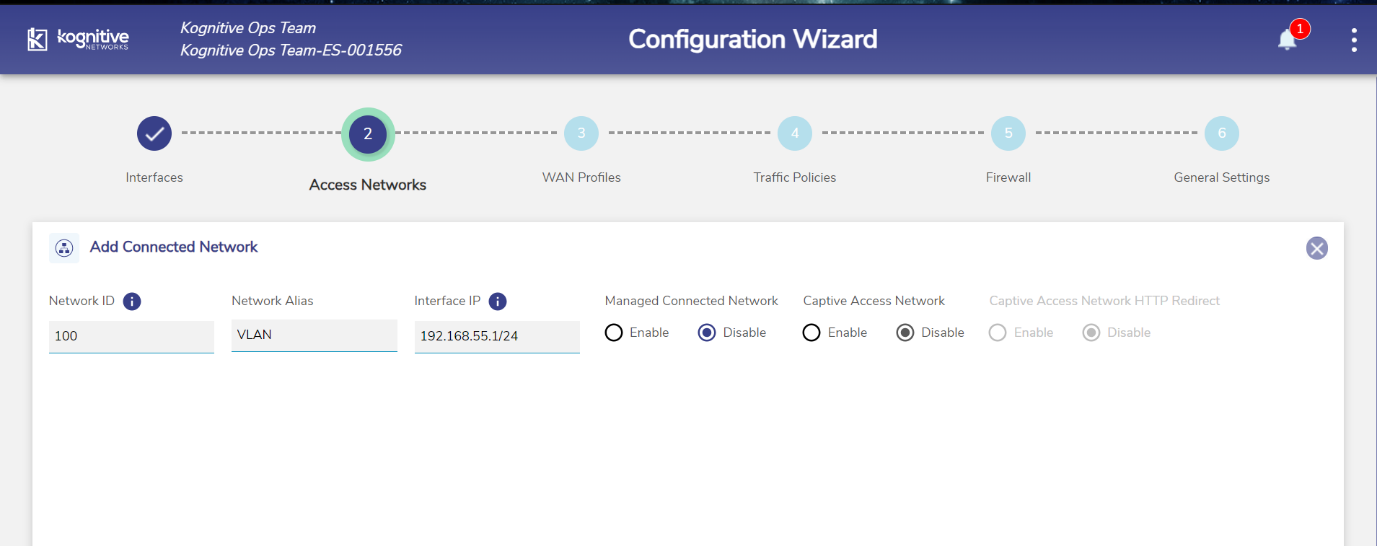 kognitive
NETWORKS
Kognitive Ops Team
Kognitive Ops Team-ES-001556
Configuration Wizard
1
2
3
4
5
6
Interfaces
Access Networks
WAN Profiles
Traffic Policies
Firewall
General Settings
Add Connected Network
Network ID i
Network Alias
Interface IP i
Managed Connected Network
Captive Access Network
Captive Access Network HTTP Redirect
100
VLAN
192.168.55.1/24
Enable Disable
Enable Disable
Enable Disable